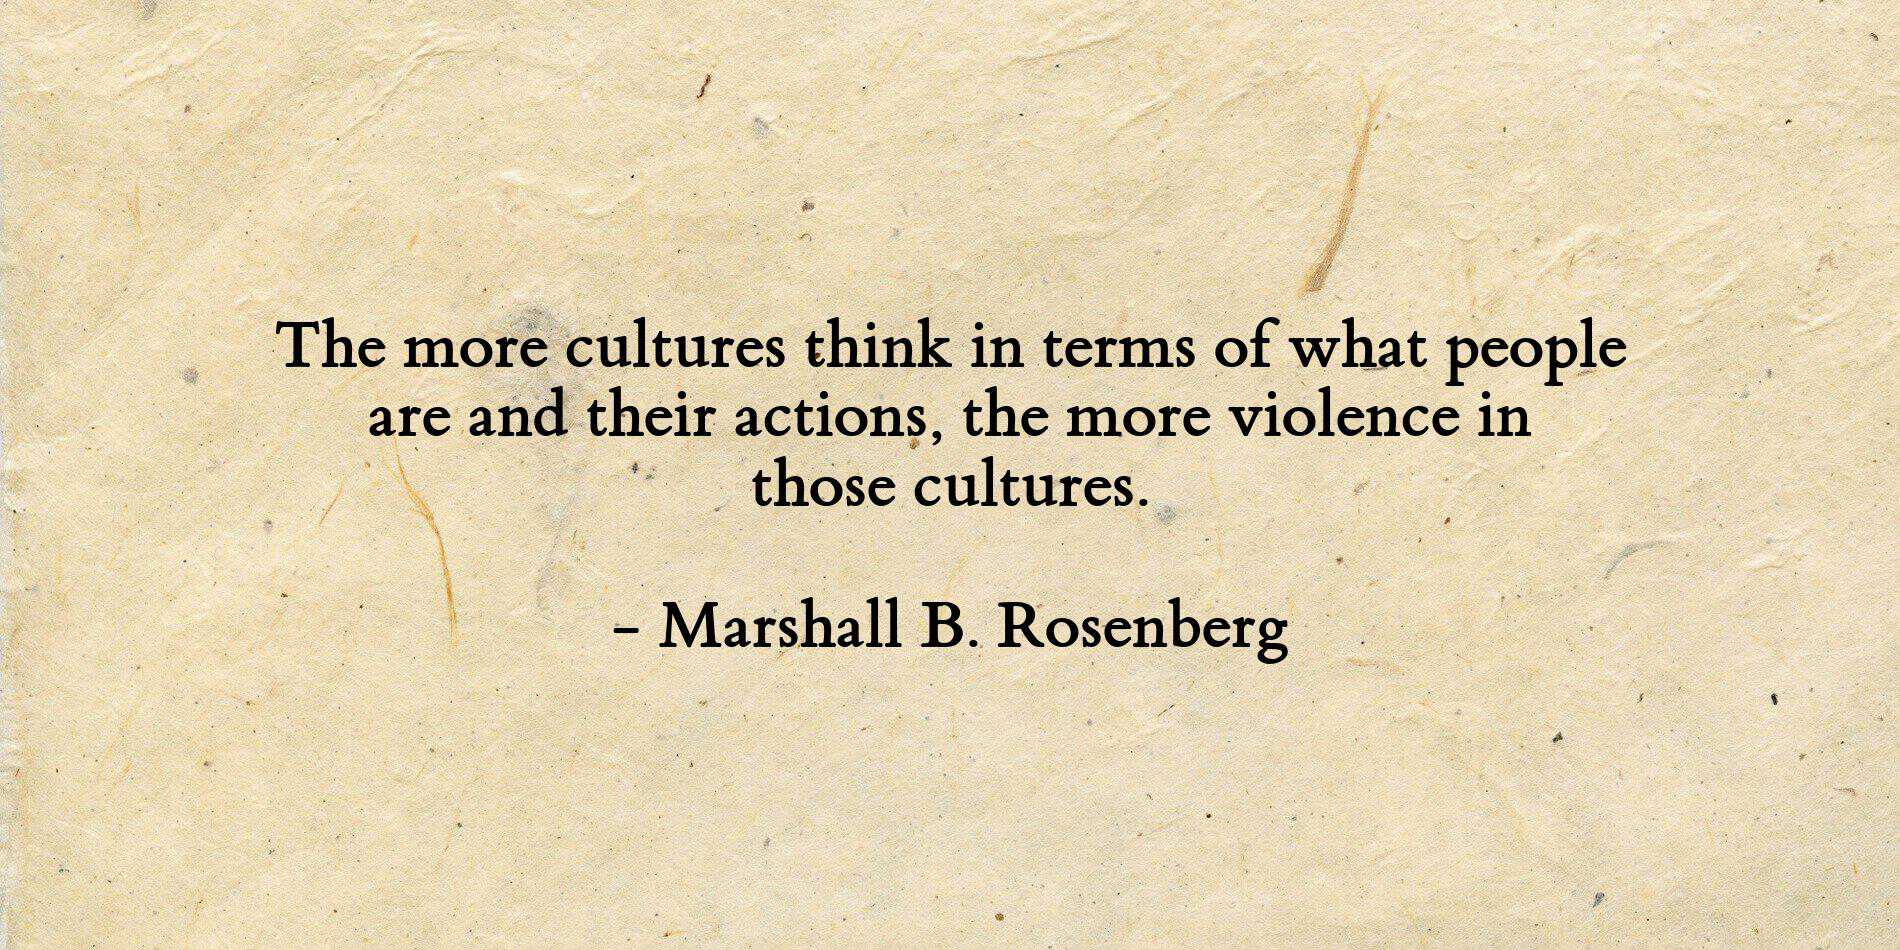 The more cultures think in terms of what people
are and their actions, the more violence in
those cultures.
- Marshall B. Rosenberg